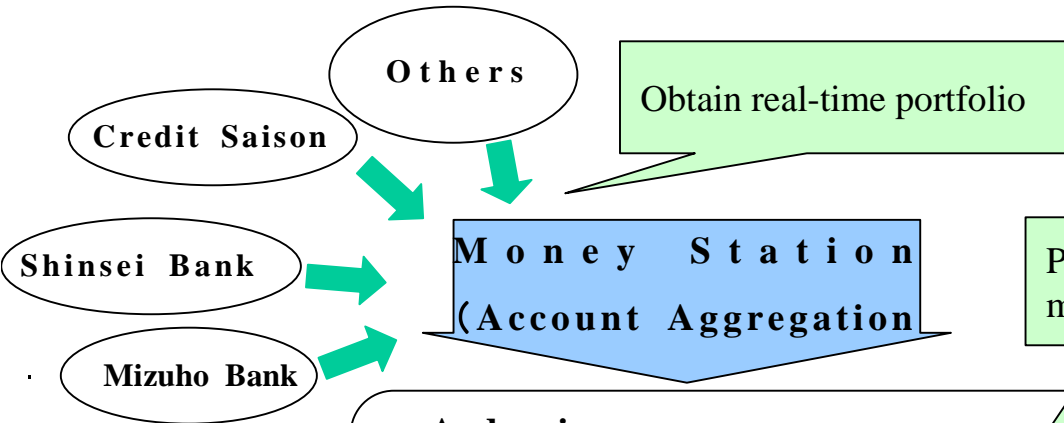 Others
Credit Saison
Obtain real-time portfolio
Shinsei Bank
Money Station
(Account Aggregation
Mizuho Bank